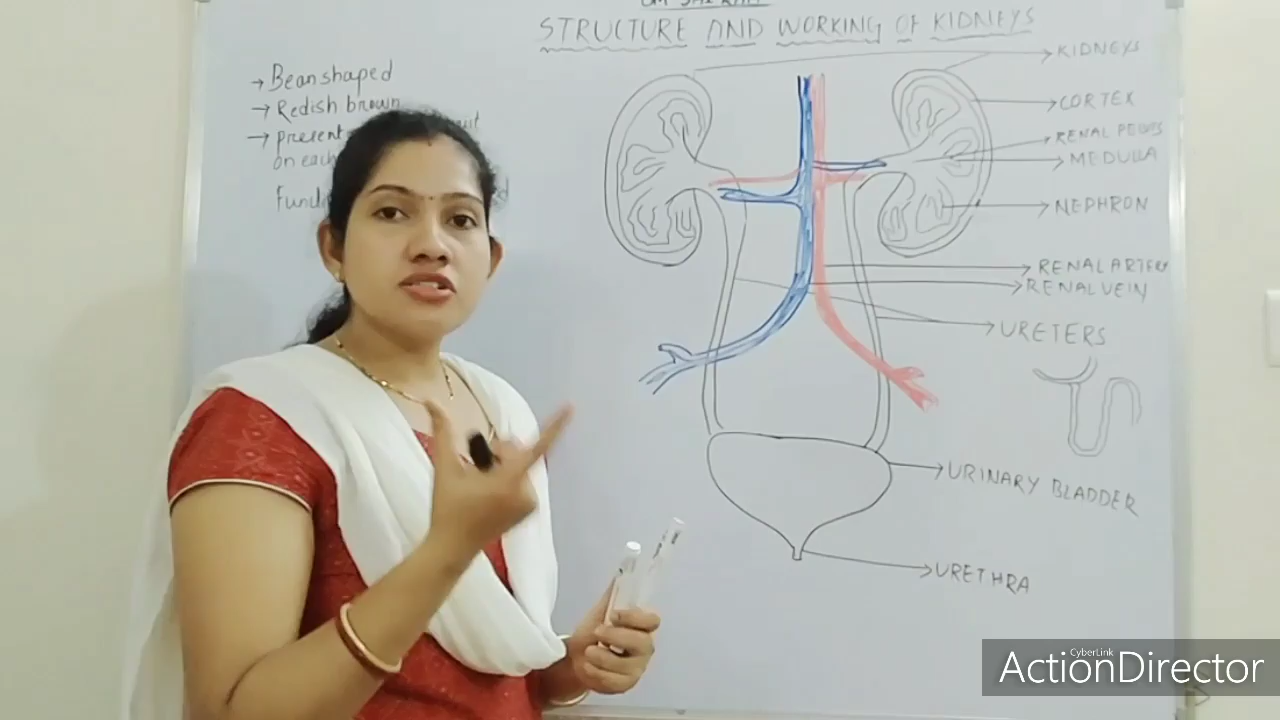 STRUCTURE AND WORKING OF KIDNEYS
→ Beanshaped
→ Redish brown
→ present
on each
KIDNEYS
CORTEX
RENAL PELVIS
MEDULLA
NEPHRON
RENAL ARTERY
RENAL VEIN
URETERS
URINARY BLADDER
URETHRA
CyberLink
ActionDirector